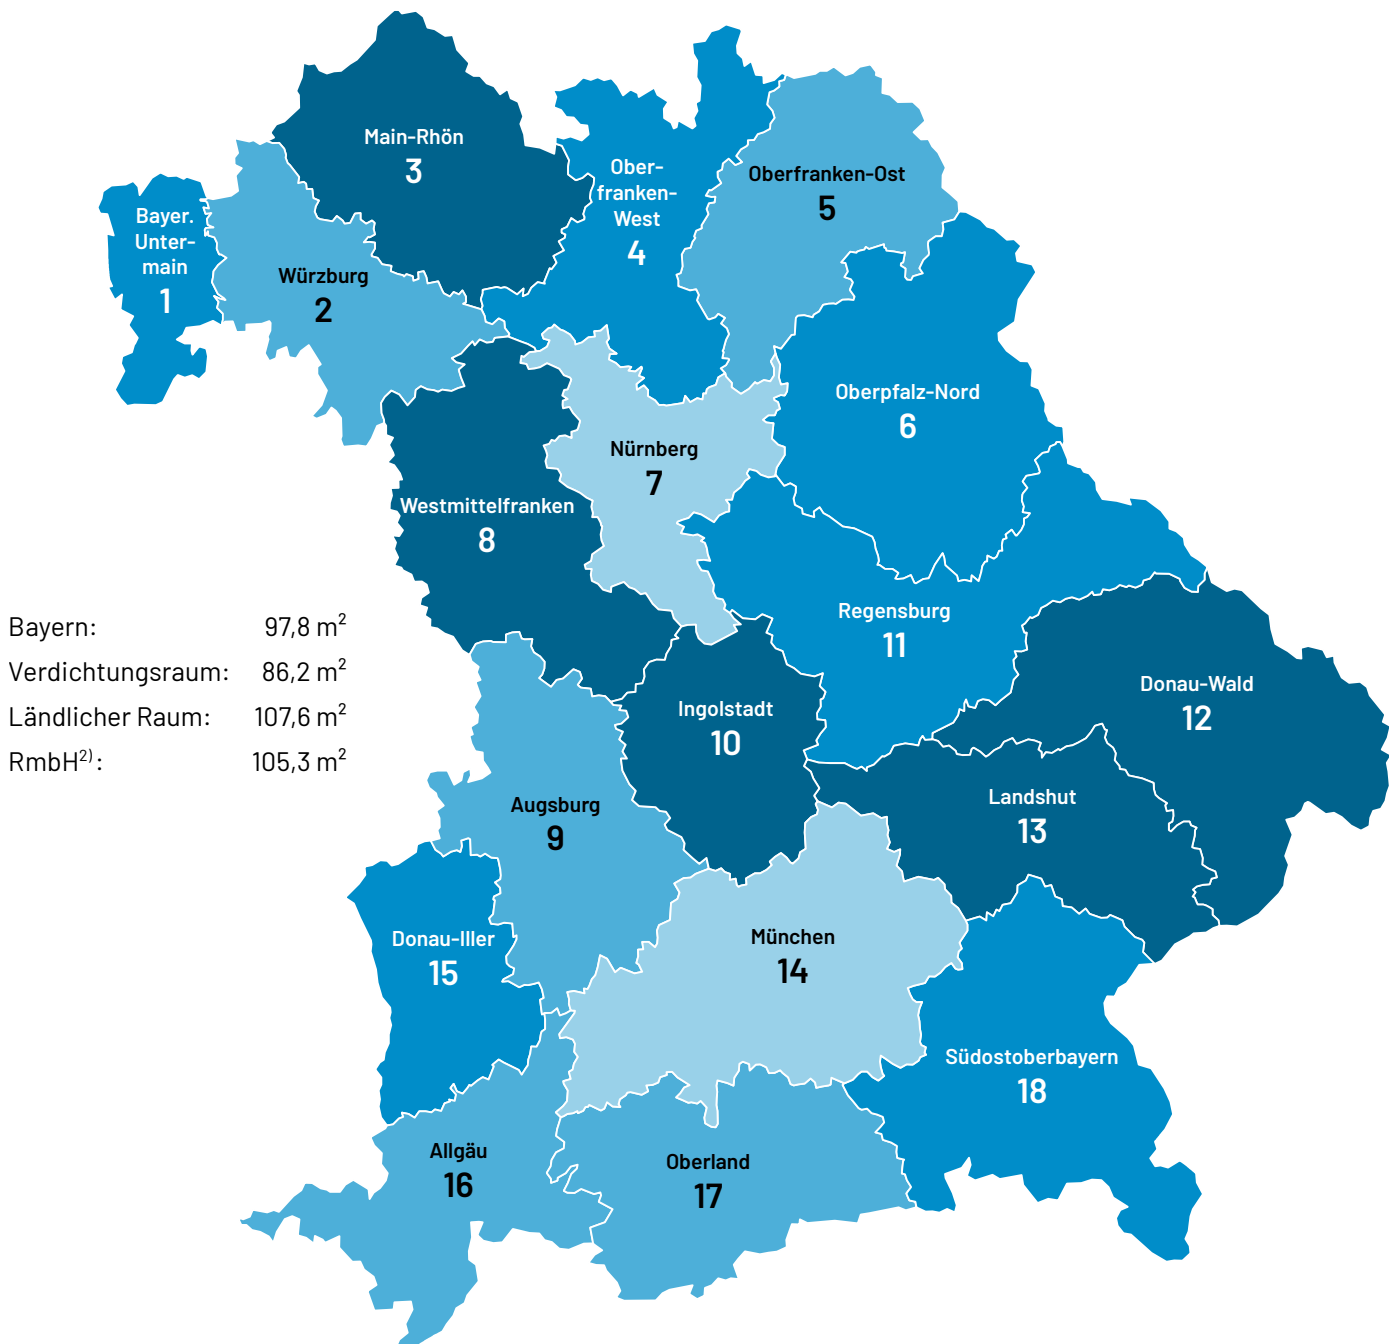 Main-Rhön
3
Ober-
franken-
West
4
Oberfranken-Ost
5
Bayer.
Unter-
main
1
Würzburg
2
Oberpfalz-Nord
6
Nürnberg
7
Westmittelfranken
8
Regensburg
11
Bayern: 97,8 m²
Verdichtungsraum: 86,2 m²
Ländlicher Raum: 107,6 m²
RmbH²⁾: 105,3 m²
Ingolstadt
10
Donau-Wald
12
Augsburg
9
Landshut
13
Donau-Iller
15
München
14
Südostoberbayern
18
Allgäu
16
Oberland
17